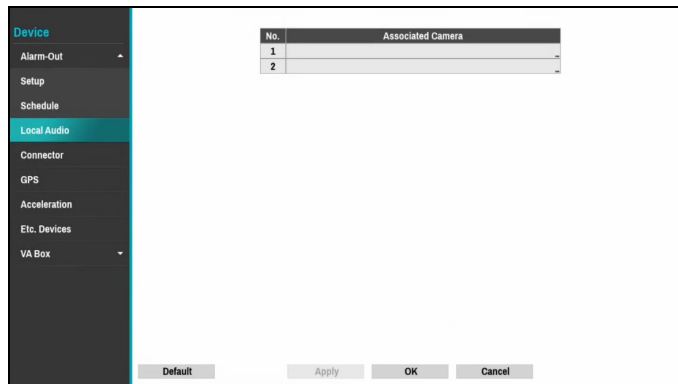 Device
Alarm-Out
Setup
Schedule
Local Audio
Connector
GPS
Acceleration
Etc. Devices
VA Box
No. Associated Camera
1 ...
2 ...
Default Apply OK Cancel